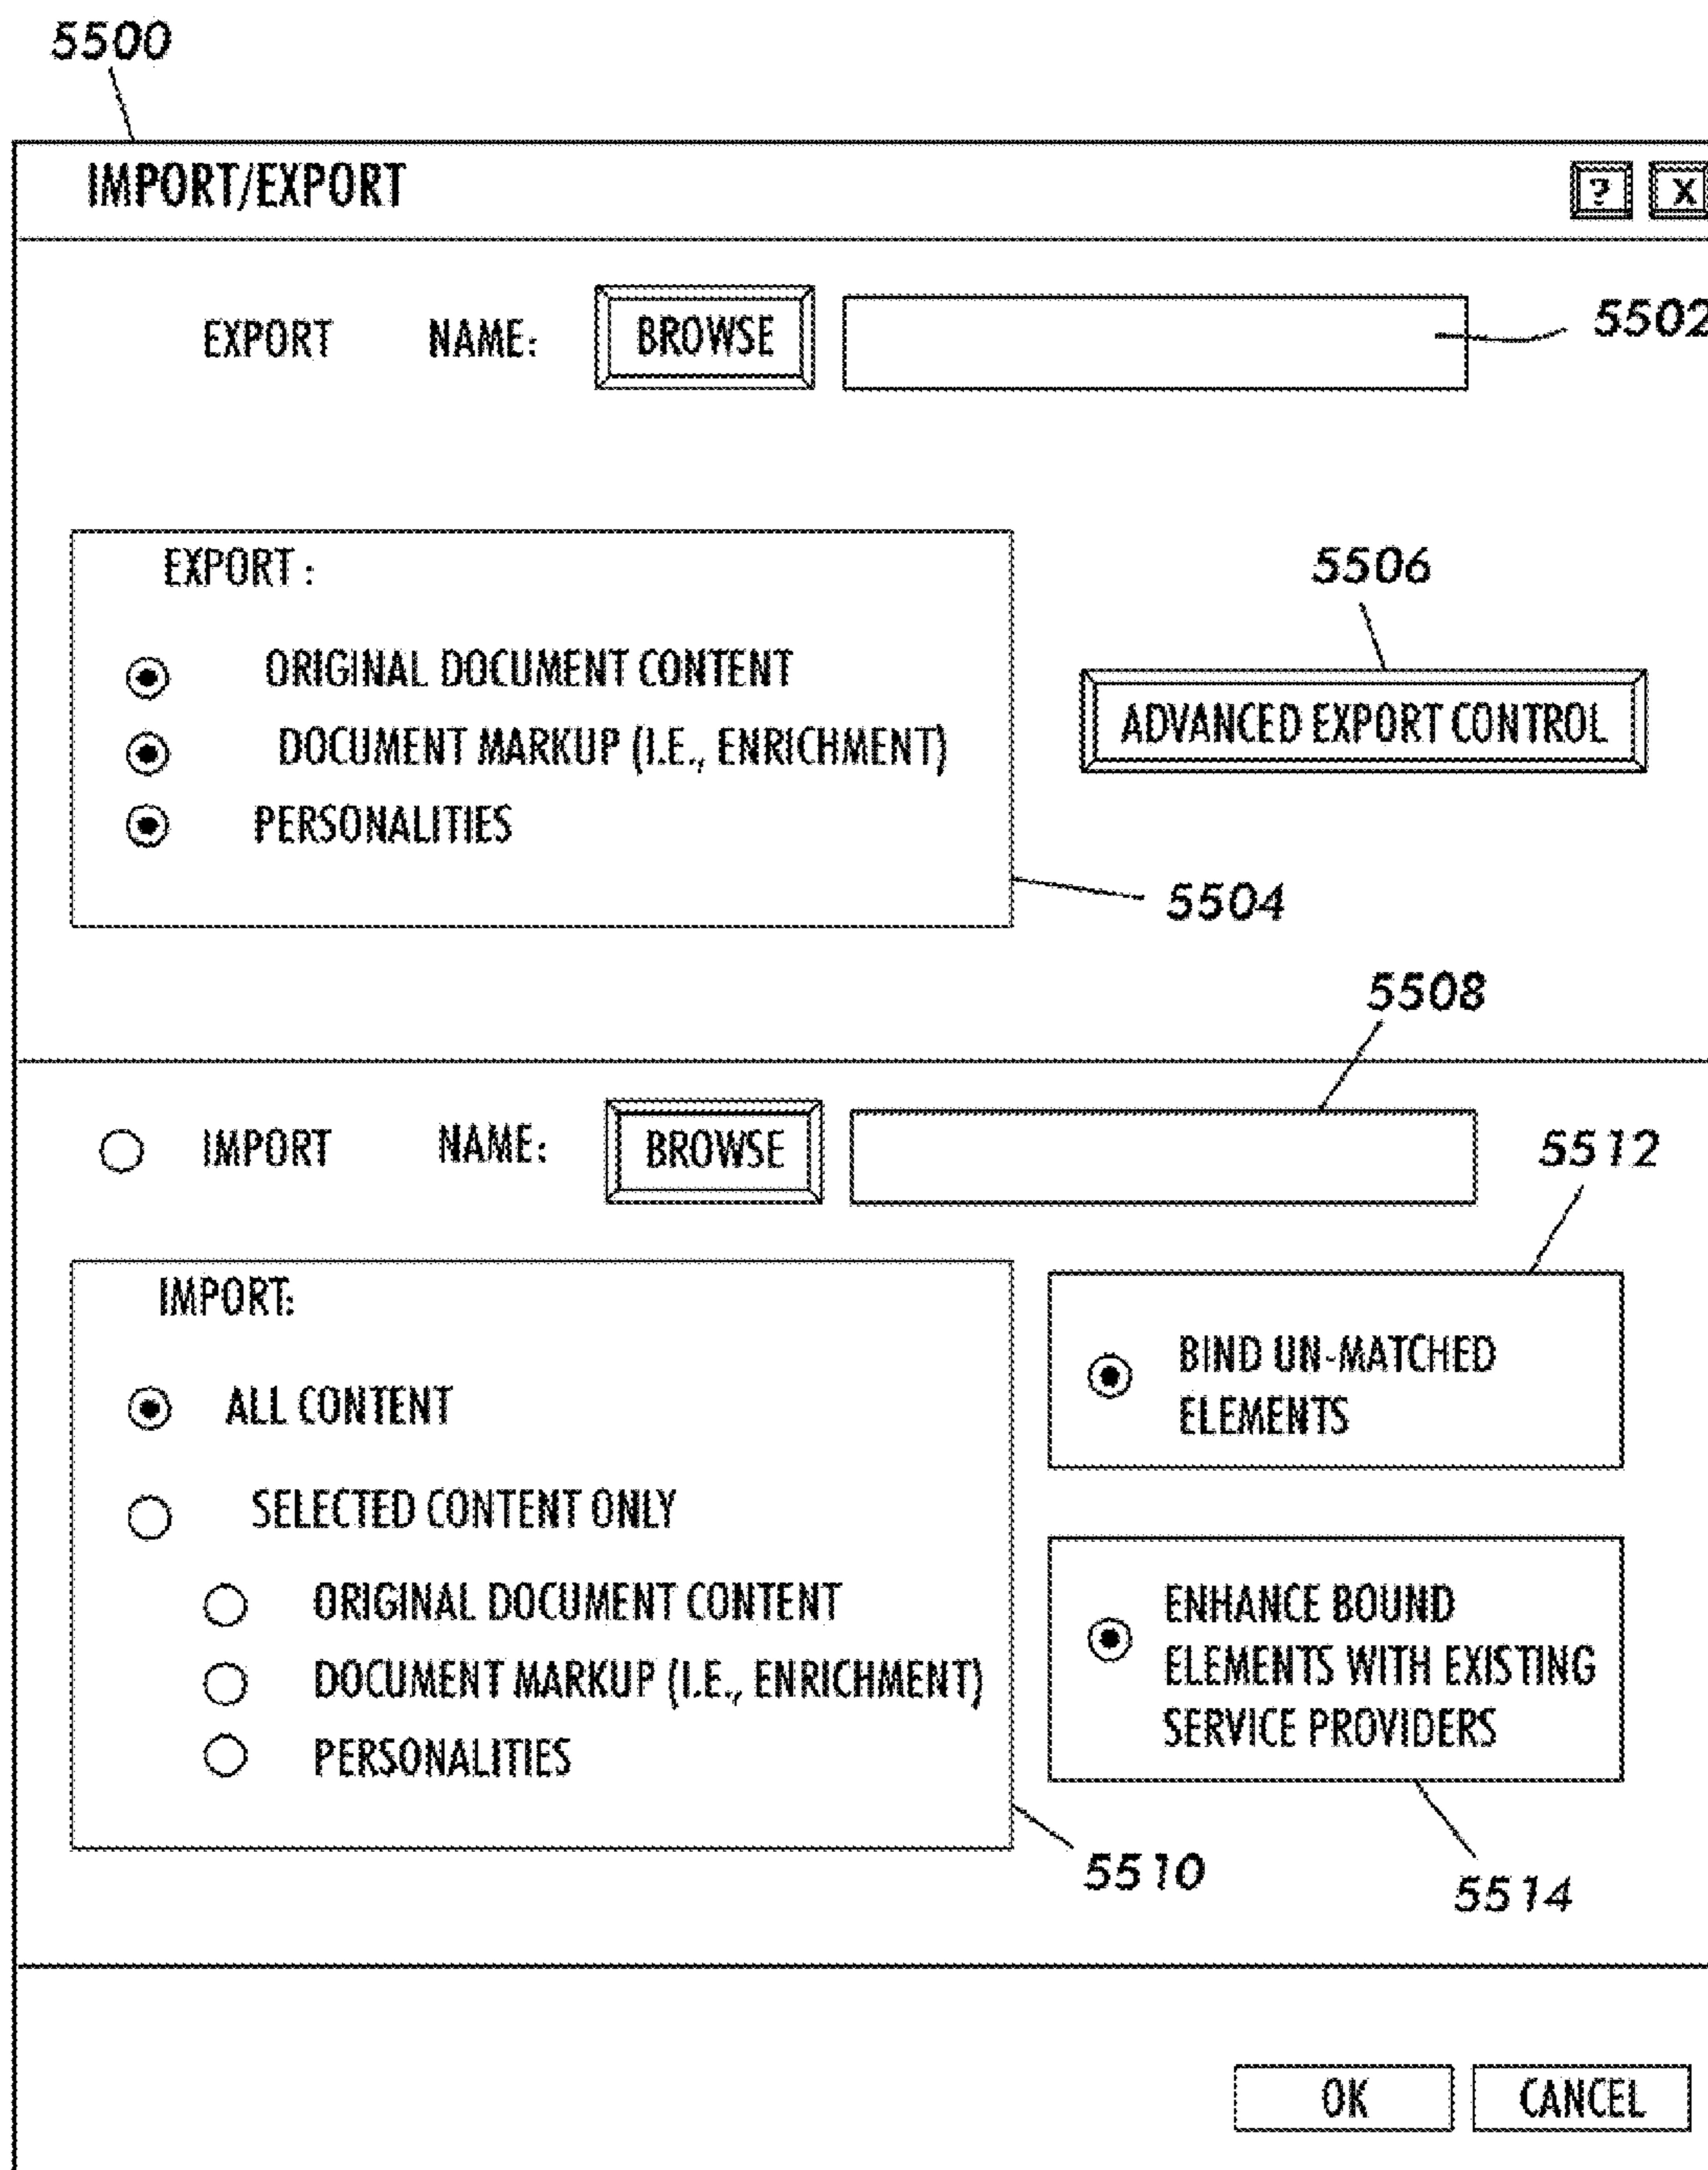 5500
IMPORT/EXPORT ? X
EXPORT NAME: BROWSE 5502
EXPORT :
ORIGINAL DOCUMENT CONTENT
DOCUMENT MARKUP (I.E., ENRICHMENT)
PERSONALITIES
5506
ADVANCED EXPORT CONTROL
5504
5508
IMPORT NAME: BROWSE
5512
IMPORT:
ALL CONTENT
SELECTED CONTENT ONLY
ORIGINAL DOCUMENT CONTENT
DOCUMENT MARKUP (I.E., ENRICHMENT)
PERSONALITIES
BIND UN-MATCHED
ELEMENTS
ENHANCE BOUND
ELEMENTS WITH EXISTING
SERVICE PROVIDERS
5510
5514
OK CANCEL